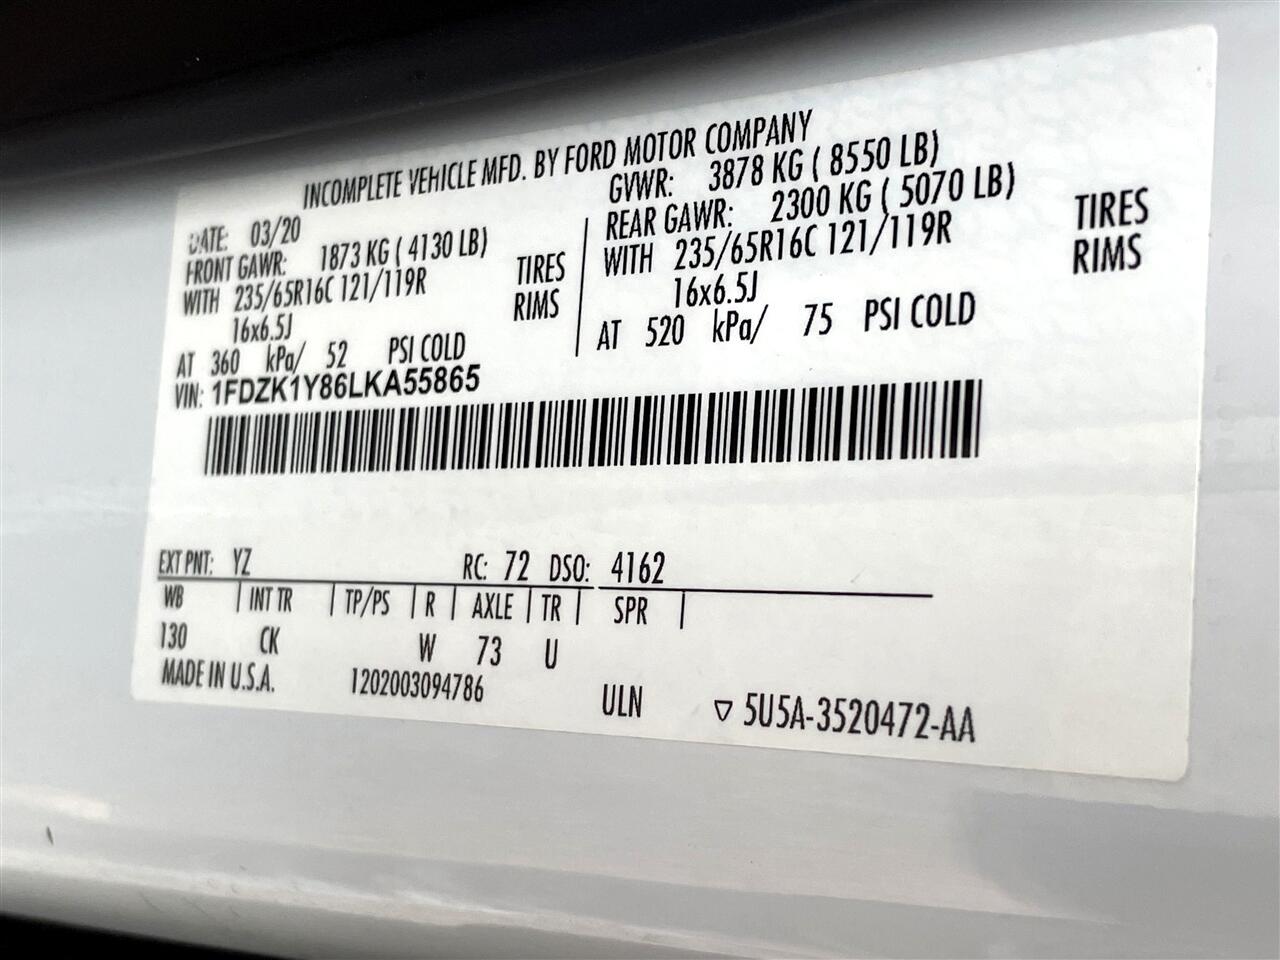 INCOMPLETE VEHICLE MFD. BY FORD MOTOR COMPANY
DATE: 03/20
FRONT GAWR: 1873 KG ( 4130 LB)
WITH 235/65R16C 121/119R TIRES
16x6.5J RIMS
AT 360 kPa/ 52 PSI COLD
GVWR: 3878 KG ( 8550 LB)
REAR GAWR: 2300 KG ( 5070 LB)
WITH 235/65R16C 121/119R TIRES
16x6.5J RIMS
AT 520 kPa/ 75 PSI COLD
VIN: 1FDZK1Y86LKA55865
EXT PNT: YZ RC: 72 DSO: 4162
WB | INT TR | TP/PS | R | AXLE | TR | SPR |
130 CK W 73 U
MADE IN U.S.A. 1202003094786 ULN ▽ 5U5A-3520472-AA